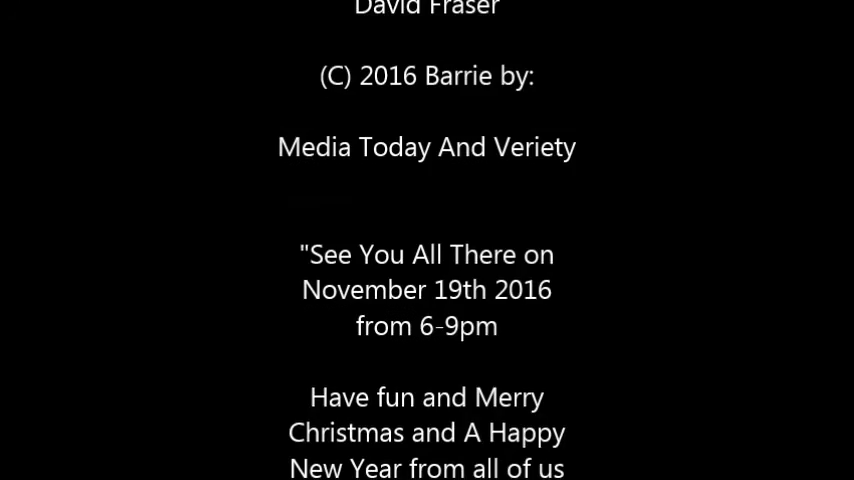 David Fraser
(C) 2016 Barrie by:
Media Today And Veriety
"See You All There on
November 19th 2016
from 6-9pm
Have fun and Merry
Christmas and A Happy
New Year from all of us